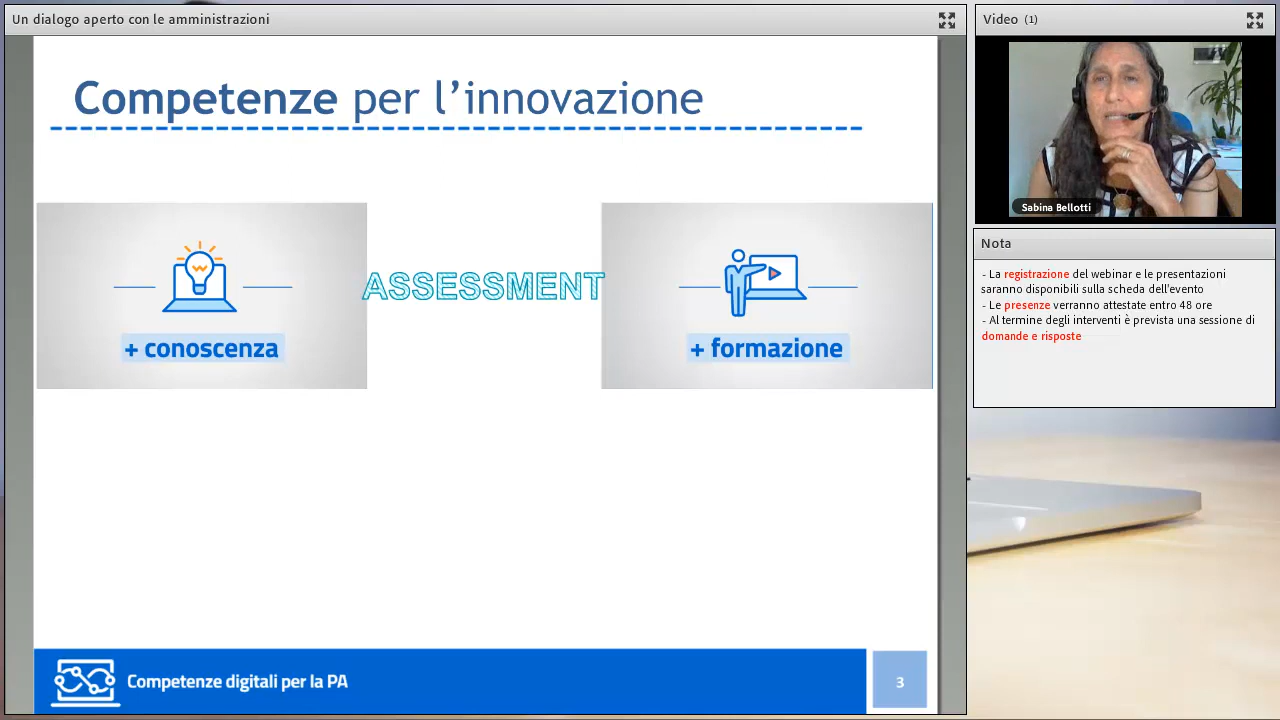 Un dialogo aperto con le amministrazioni
Competenze per l'innovazione
+ conoscenza
ASSESSMENT
+ formazione
Competenze digitali per la PA
3
Video (1)
Sabina Bellotti
Nota
- La registrazione del webinar e le presentazioni
saranno disponibili sulla scheda dell'evento
- Le presenze verranno attestate entro 48 ore
- Al termine degli interventi è prevista una sessione di
domande e risposte